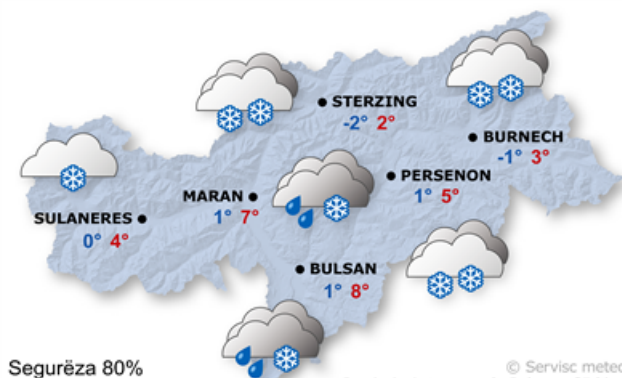 STERZING
-2° 2°
BURNECH
-1° 3°
PERSENON
1° 5°
MARAN
1° 7°
SULANERES
0° 4°
BULSAN
1° 8°
Segurëza 80%
© Servisc meteo